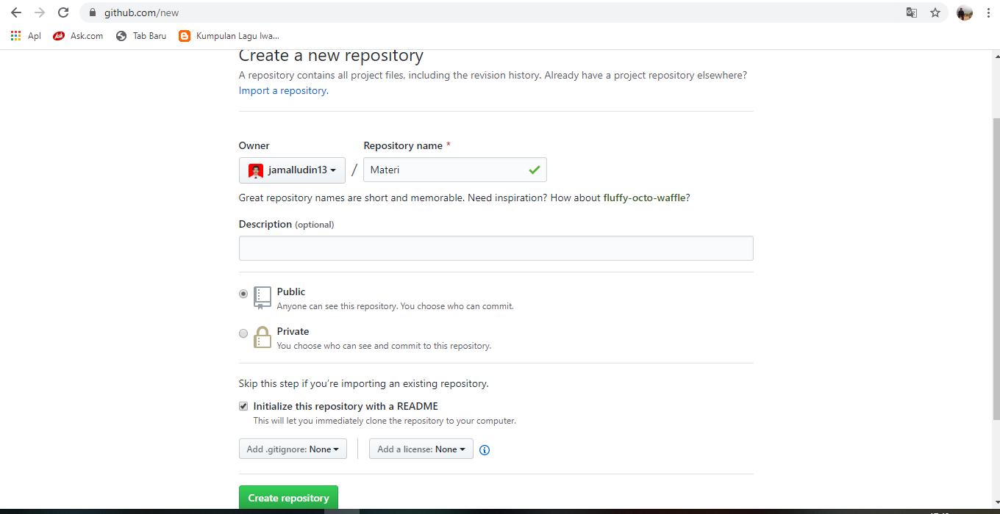 github.com/new
Apl Ask.com Tab Baru Kumpulan Lagu Iwa...
Create a new repository
A repository contains all project files, including the revision history. Already have a project repository elsewhere?
Import a repository.
Owner Repository name *
jamalludin13 / Materi
Great repository names are short and memorable. Need inspiration? How about fluffy-octo-waffle?
Description (optional)
Public
Anyone can see this repository. You choose who can commit.
Private
You choose who can see and commit to this repository.
Skip this step if you’re importing an existing repository.
Initialize this repository with a README
This will let you immediately clone the repository to your computer.
Add .gitignore: None Add a license: None
Create repository